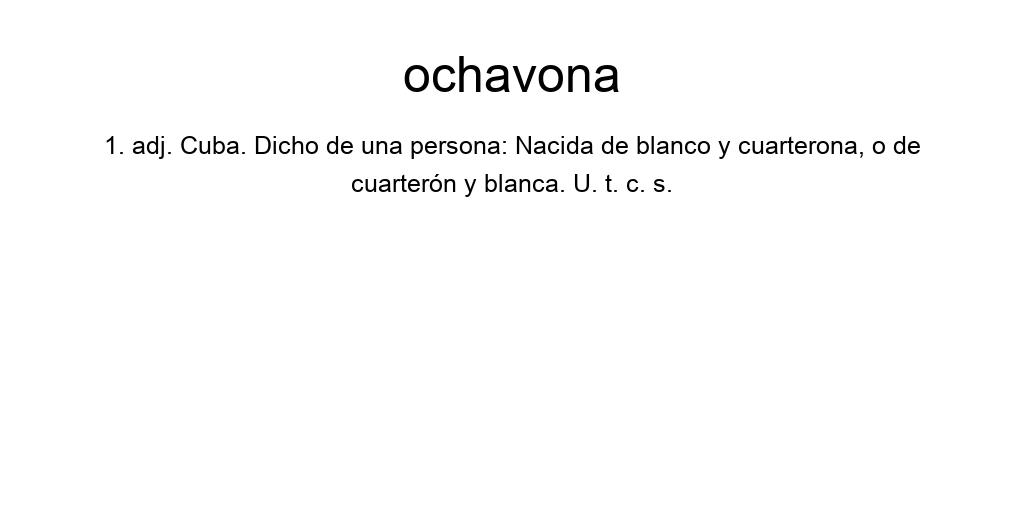 ochavona
1. adj. Cuba. Dicho de una persona: Nacida de blanco y cuarterona, o de
cuarterón y blanca. U. t. c. s.